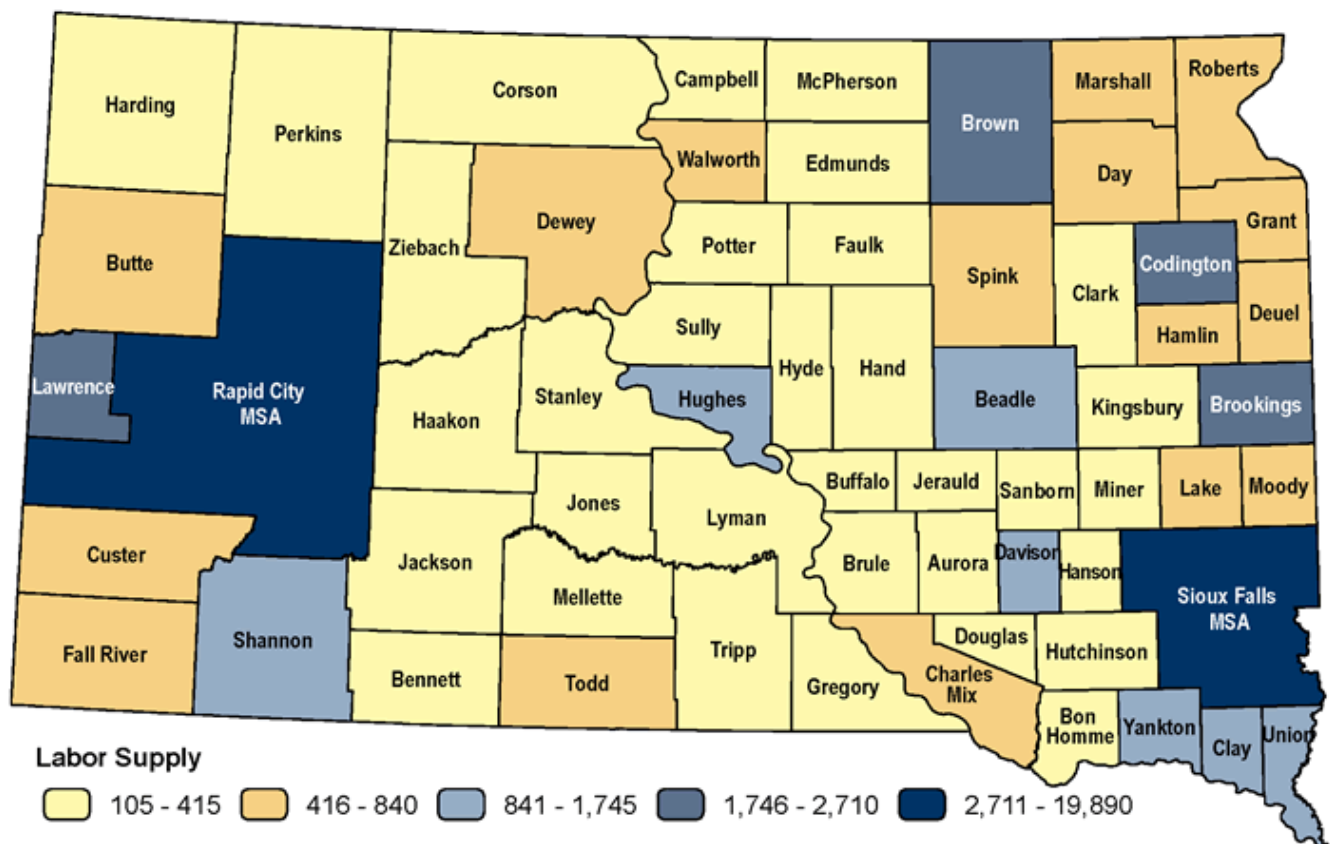 Harding
Perkins
Corson
Campbell
McPherson
Brown
Marshall
Roberts
Walworth
Edmunds
Day
Butte
Ziebach
Dewey
Potter
Faulk
Spink
Clark
Codington
Grant
Hamlin
Deuel
Lawrence
Rapid City
MSA
Haakon
Stanley
Sully
Hughes
Hyde
Hand
Beadle
Kingsbury
Brookings
Jones
Lyman
Buffalo
Jerauld
Sanborn
Miner
Lake
Moody
Custer
Jackson
Mellette
Brule
Aurora
Davison
Hanson
Sioux Falls
MSA
Fall River
Shannon
Bennett
Todd
Tripp
Gregory
Charles
Mix
Douglas
Hutchinson
Bon
Homme
Yankton
Clay
Union
Labor Supply
105 - 415
416 - 840
841 - 1,745
1,746 - 2,710
2,711 - 19,890